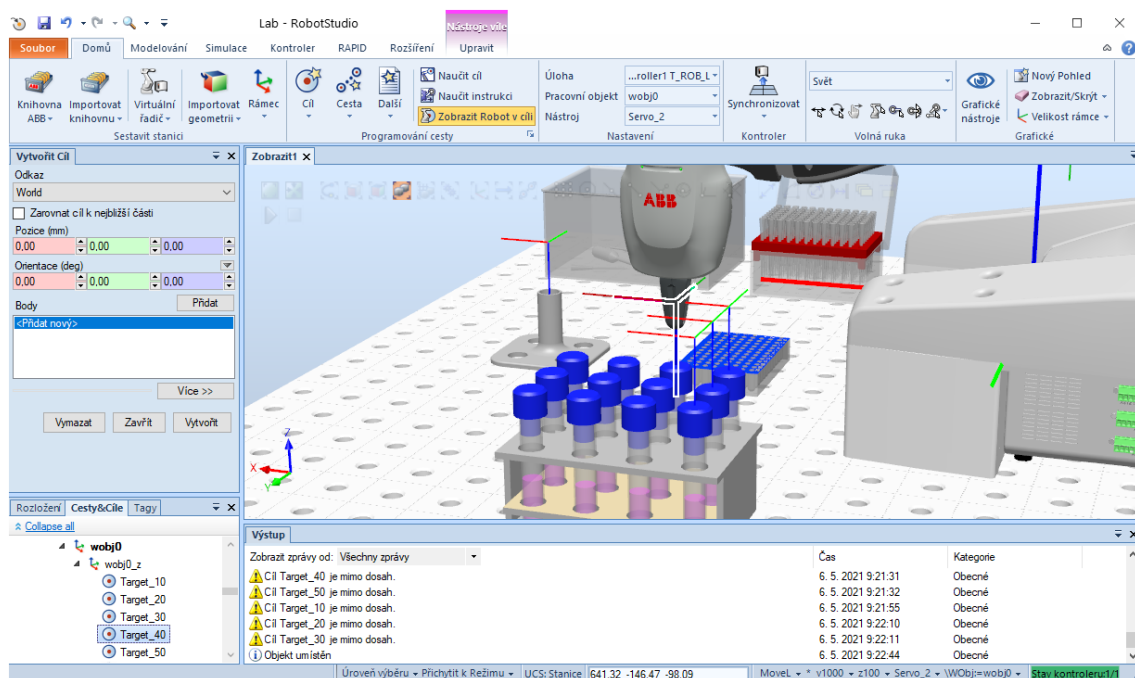 Lab - RobotStudio
Nástroje vile
Soubor Domů Modelování Simulace Kontroler RAPID Rozšíření Upravit
Knihovna ABB
Importovat knihovnu
Virtuální řadič
Importovat geometrii
Rámec
Sestavit stanici
Cíl
Cesta
Další
Naučit cíl
Naučit instrukci
Zobrazit Robot v cíli
Programování cesty
Úloha ...roller1 T_ROB_L
Pracovní objekt wobj0
Nástroj Servo_2
Nastavení
Synchronizovat
Kontroler
Svět
Volná ruka
Grafické nástroje
Nový Pohled
Zobrazit/Skrýt
Velikost rámce
Grafické
Vytvořit Cíl
Odkaz
World
Zarovnat cíl k nejbližší části
Pozice (mm)
0,00 0,00 0,00
Orientace (deg)
0,00 0,00 0,00
Body Přidat
<Přidat nový>
Více >>
Vymazat Zavřít Vytvořit
Zobrazit1
ABB
Z
X
Y
Rozložení Cesty&Cíle Tagy
Collapse all
wobj0
wobj0_z
Target_10
Target_20
Target_30
Target_40
Target_50
Výstup
Zobrazit zprávy od: Všechny zprávy Čas Kategorie
Cíl Target_40 je mimo dosah. 6. 5. 2021 9:21:31 Obecné
Cíl Target_50 je mimo dosah. 6. 5. 2021 9:21:32 Obecné
Cíl Target_10 je mimo dosah. 6. 5. 2021 9:21:55 Obecné
Cíl Target_20 je mimo dosah. 6. 5. 2021 9:22:10 Obecné
Cíl Target_30 je mimo dosah. 6. 5. 2021 9:22:11 Obecné
Objekt umístěn 6. 5. 2021 9:22:44 Obecné
Úroveň výběru Přichytit k Režimu UCS: Stanice 641.32 -146.47 -98.09 MoveL * v1000 z100 Servo_2 \WObj:=wobj0 Stav kontroleru:1/1